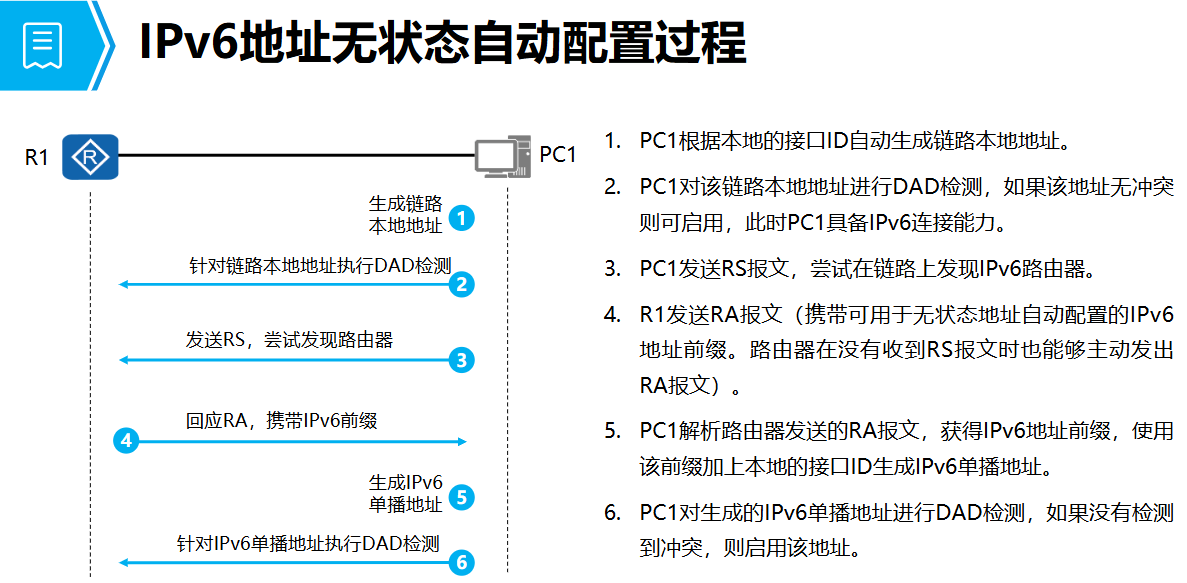 IPv6地址无状态自动配置过程
R1
R
PC1
生成链路
本地地址
1
针对链路本地地址执行DAD检测
2
发送RS，尝试发现路由器
3
回应RA，携带IPv6前缀
4
生成IPv6
单播地址
5
针对IPv6单播地址执行DAD检测
6
1. PC1根据本地的接口ID自动生成链路本地地址。
2. PC1对该链路本地地址进行DAD检测，如果该地址无冲突
则可启用，此时PC1具备IPv6连接能力。
3. PC1发送RS报文，尝试在链路上发现IPv6路由器。
4. R1发送RA报文（携带可用于无状态地址自动配置的IPv6
地址前缀。路由器在没有收到RS报文时也能够主动发出
RA报文）。
5. PC1解析路由器发送的RA报文，获得IPv6地址前缀，使用
该前缀加上本地的接口ID生成IPv6单播地址。
6. PC1对生成的IPv6单播地址进行DAD检测，如果没有检测
到冲突，则启用该地址。